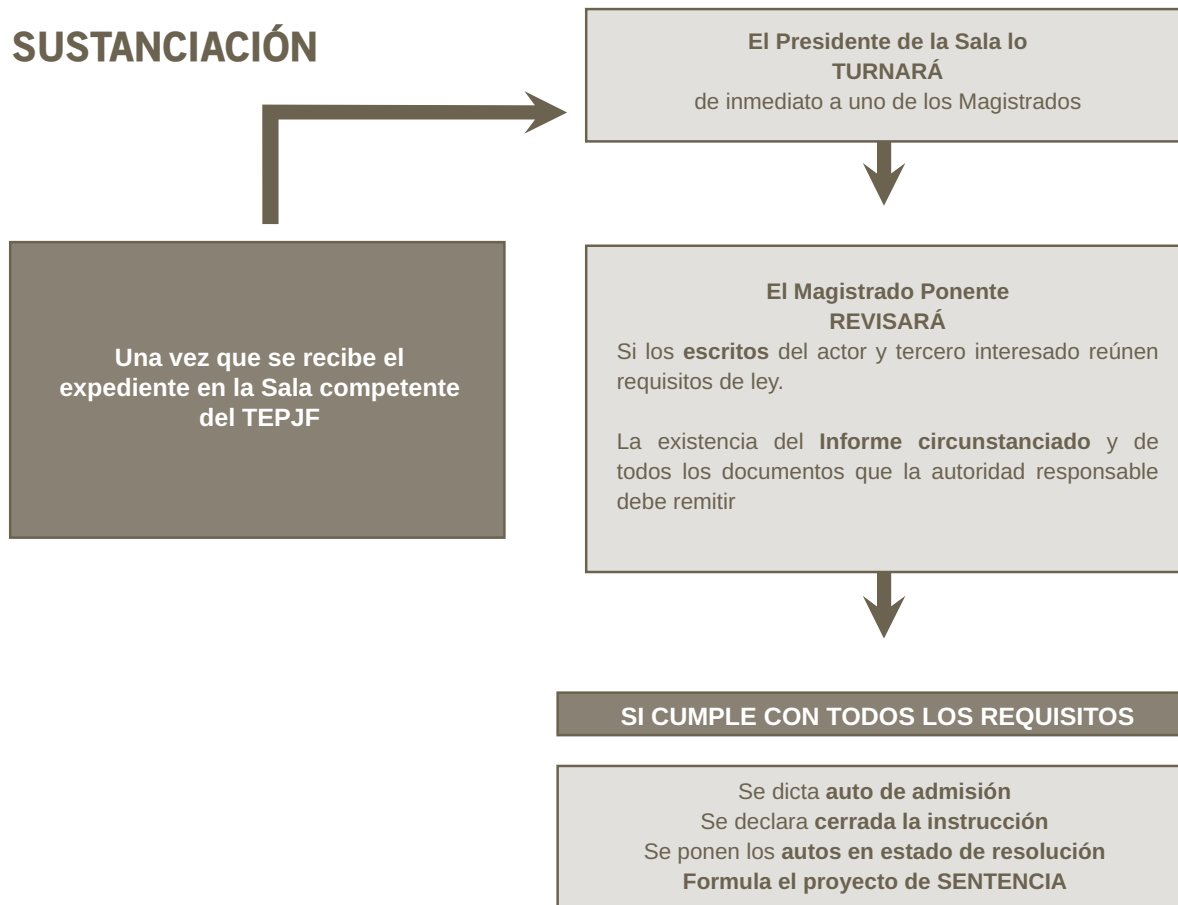 SUSTANCIACIÓN
Una vez que se recibe el
expediente en la Sala competente
del TEPJF
El Presidente de la Sala lo
TURNARÁ
de inmediato a uno de los Magistrados
El Magistrado Ponente
REVISARÁ
Si los escritos del actor y tercero interesado reúnen
requisitos de ley.
La existencia del Informe circunstanciado y de
todos los documentos que la autoridad responsable
debe remitir
SI CUMPLE CON TODOS LOS REQUISITOS
Se dicta auto de admisión
Se declara cerrada la instrucción
Se ponen los autos en estado de resolución
Formula el proyecto de SENTENCIA